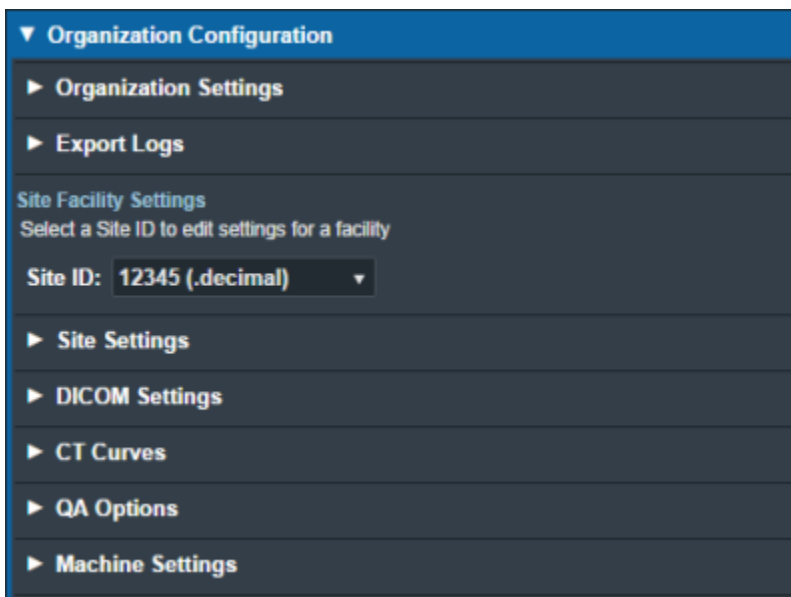 Organization Configuration
Organization Settings
Export Logs
Site Facility Settings
Select a Site ID to edit settings for a facility
Site ID: 12345 (.decimal)
Site Settings
DICOM Settings
CT Curves
QA Options
Machine Settings